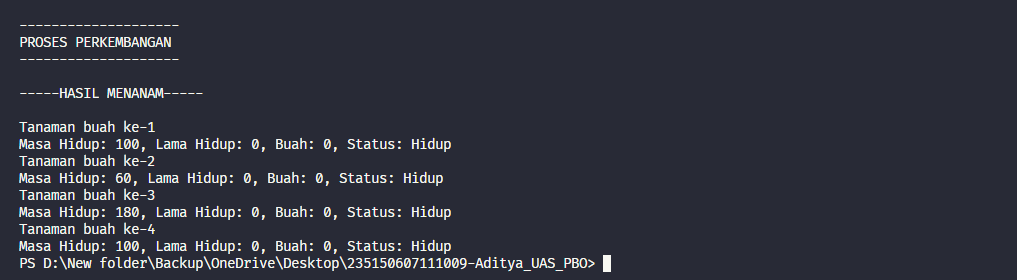 --------------------
PROSES PERKEMBANGAN
--------------------
-----HASIL MENANAM-----
Tanaman buah ke-1
Masa Hidup: 100, Lama Hidup: 0, Buah: 0, Status: Hidup
Tanaman buah ke-2
Masa Hidup: 60, Lama Hidup: 0, Buah: 0, Status: Hidup
Tanaman buah ke-3
Masa Hidup: 180, Lama Hidup: 0, Buah: 0, Status: Hidup
Tanaman buah ke-4
Masa Hidup: 100, Lama Hidup: 0, Buah: 0, Status: Hidup
PS D:\New folder\Backup\OneDrive\Desktop\235150607111009-Aditya_UAS_PBO>